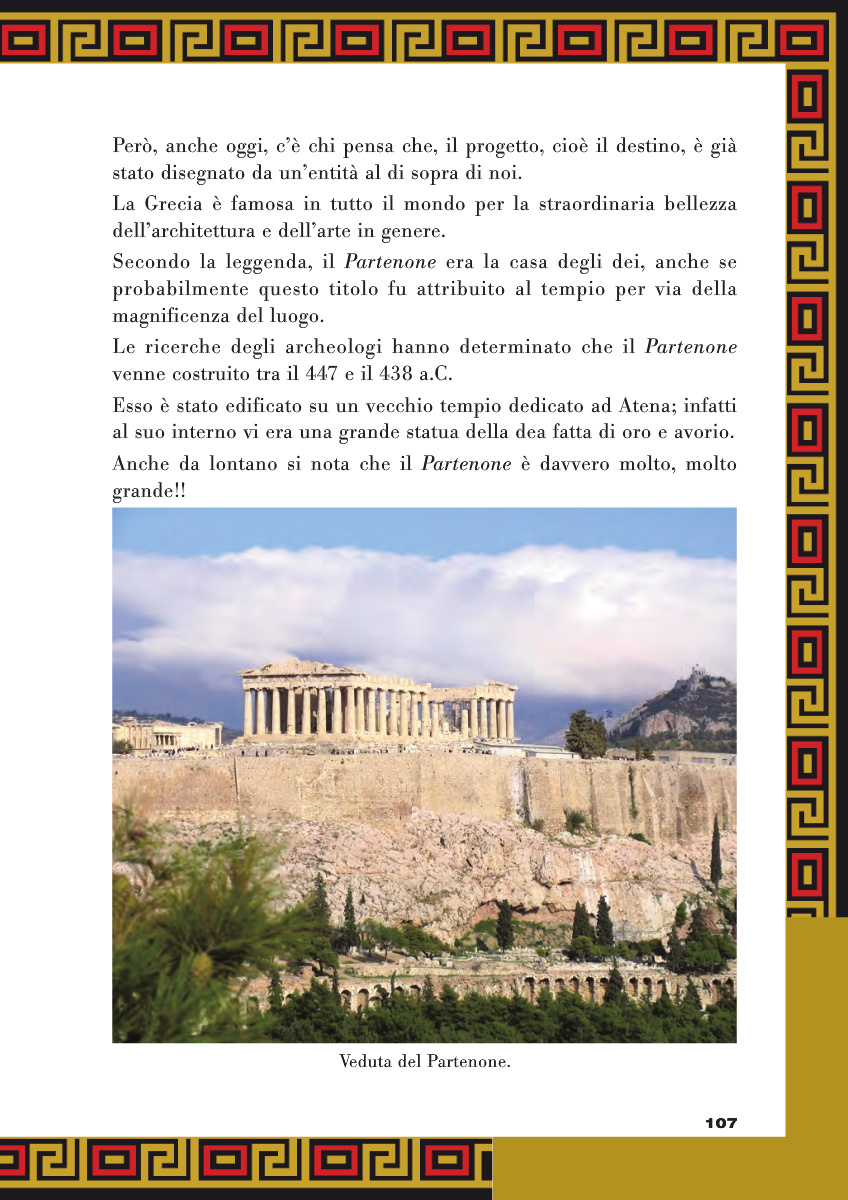 Però, anche oggi, c’è chi pensa che, il progetto, cioè il destino, è già
stato disegnato da un’entità al di sopra di noi.
La Grecia è famosa in tutto il mondo per la straordinaria bellezza
dell’architettura e dell’arte in genere.
Secondo la leggenda, il Partenone era la casa degli dei, anche se
probabilmente questo titolo fu attribuito al tempio per via della
magnificenza del luogo.
Le ricerche degli archeologi hanno determinato che il Partenone
venne costruito tra il 447 e il 438 a.C.
Esso è stato edificato su un vecchio tempio dedicato ad Atena; infatti
al suo interno vi era una grande statua della dea fatta di oro e avorio.
Anche da lontano si nota che il Partenone è davvero molto, molto
grande!!
Veduta del Partenone.
107